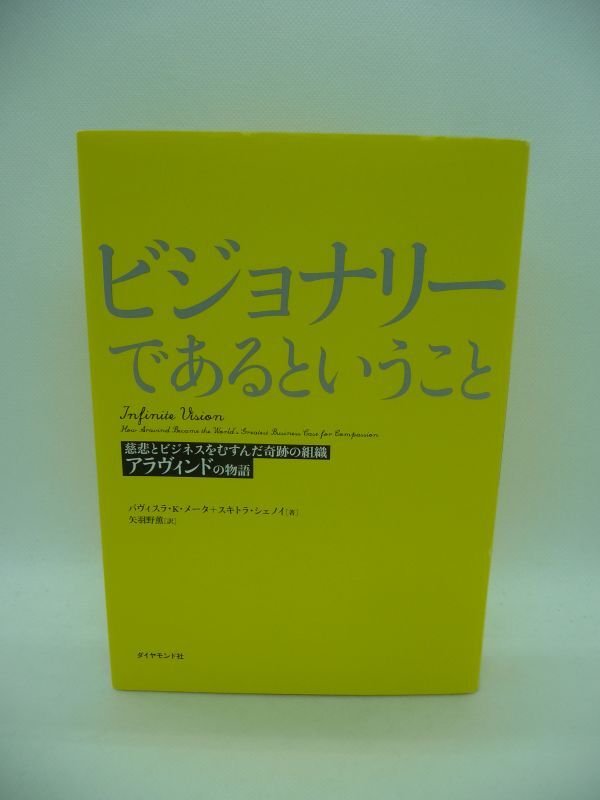 ビジョナリー
であるということ
Infinite Vision
How Aravind Became the World's Greatest Business Case for Compassion
慈悲とビジネスをむすんだ奇跡の組織
アラヴィンドの物語
パヴィスラ・K・メータ+スキトラ・シェノイ[著]
矢羽野薫[訳]
ダイヤモンド社